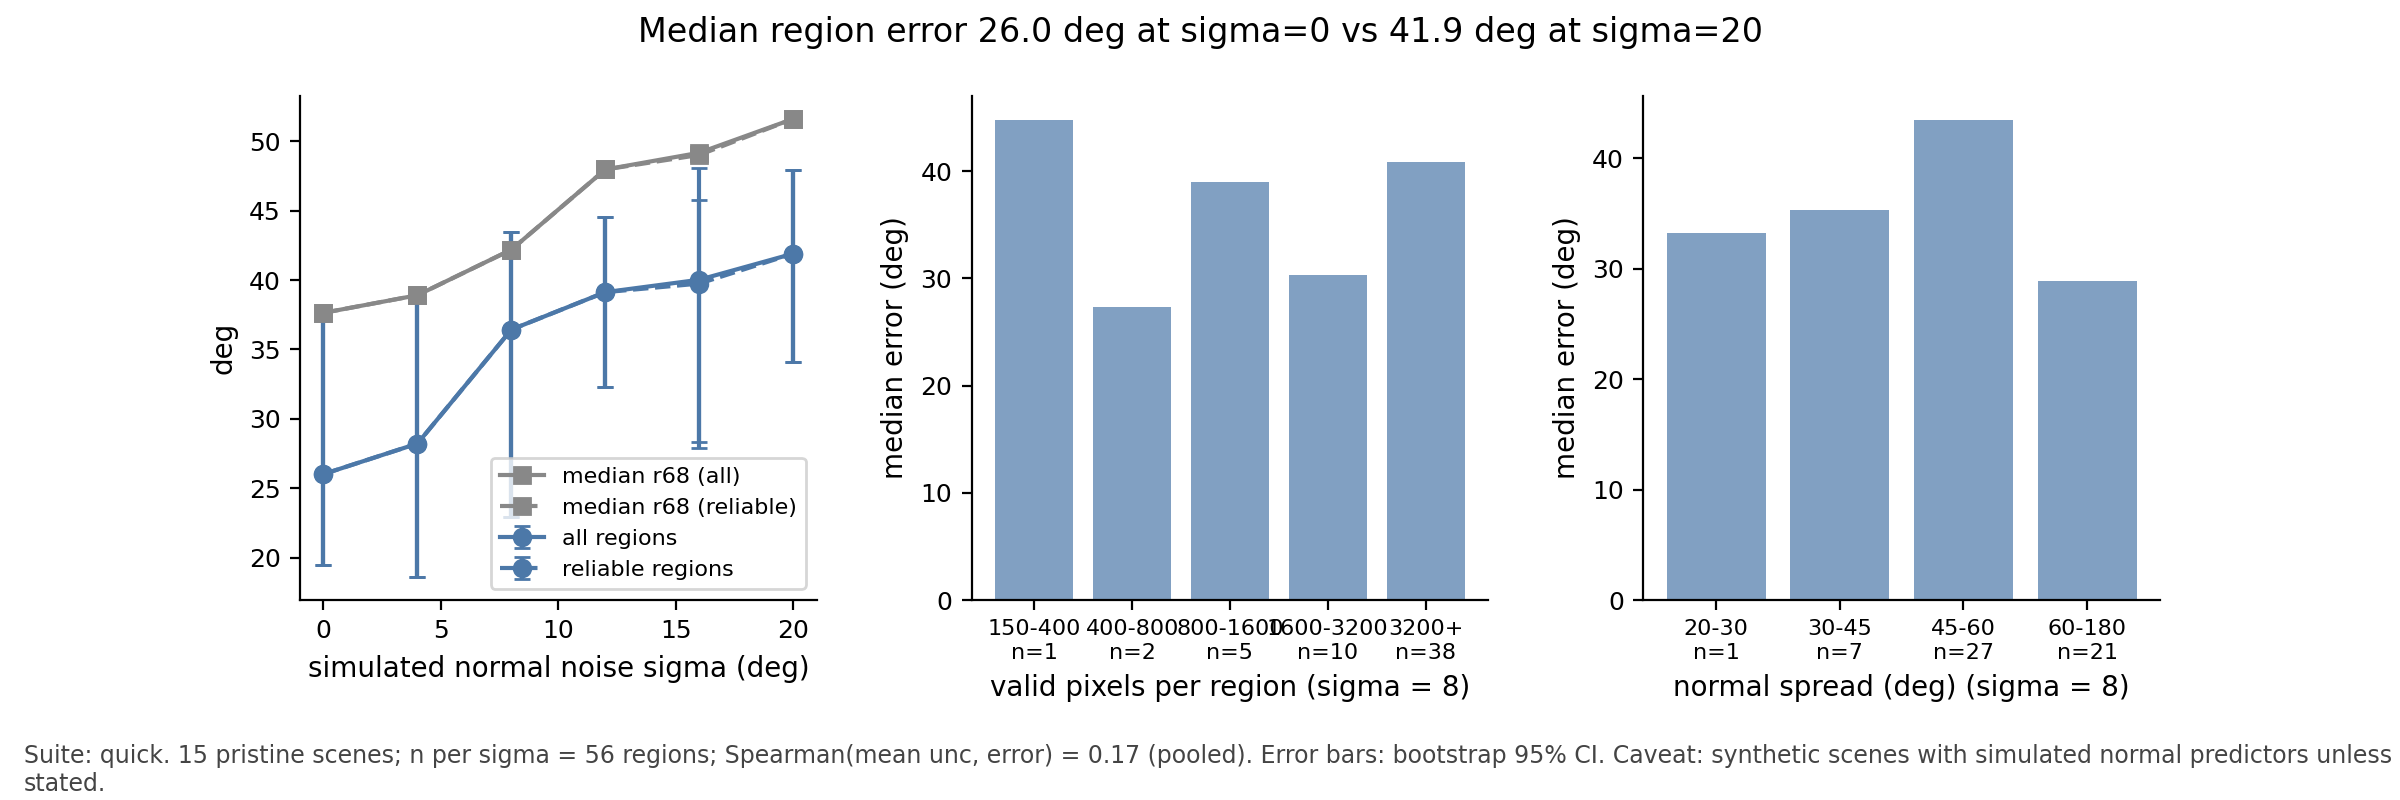 Median region error 26.0 deg at sigma=0 vs 41.9 deg at sigma=20
deg
50
45
40
35
30
25
20
median r68 (all)
median r68 (reliable)
all regions
reliable regions
0 5 10 15 20
simulated normal noise sigma (deg)
median error (deg)
40
30
20
10
0
150-400 400-800 800-1600 1600-3200 3200+
n=1 n=2 n=5 n=10 n=38
valid pixels per region (sigma = 8)
median error (deg)
40
30
20
10
0
20-30 30-45 45-60 60-180
n=1 n=7 n=27 n=21
normal spread (deg) (sigma = 8)
Suite: quick. 15 pristine scenes; n per sigma = 56 regions; Spearman(mean unc, error) = 0.17 (pooled). Error bars: bootstrap 95% CI. Caveat: synthetic scenes with simulated normal predictors unless
stated.